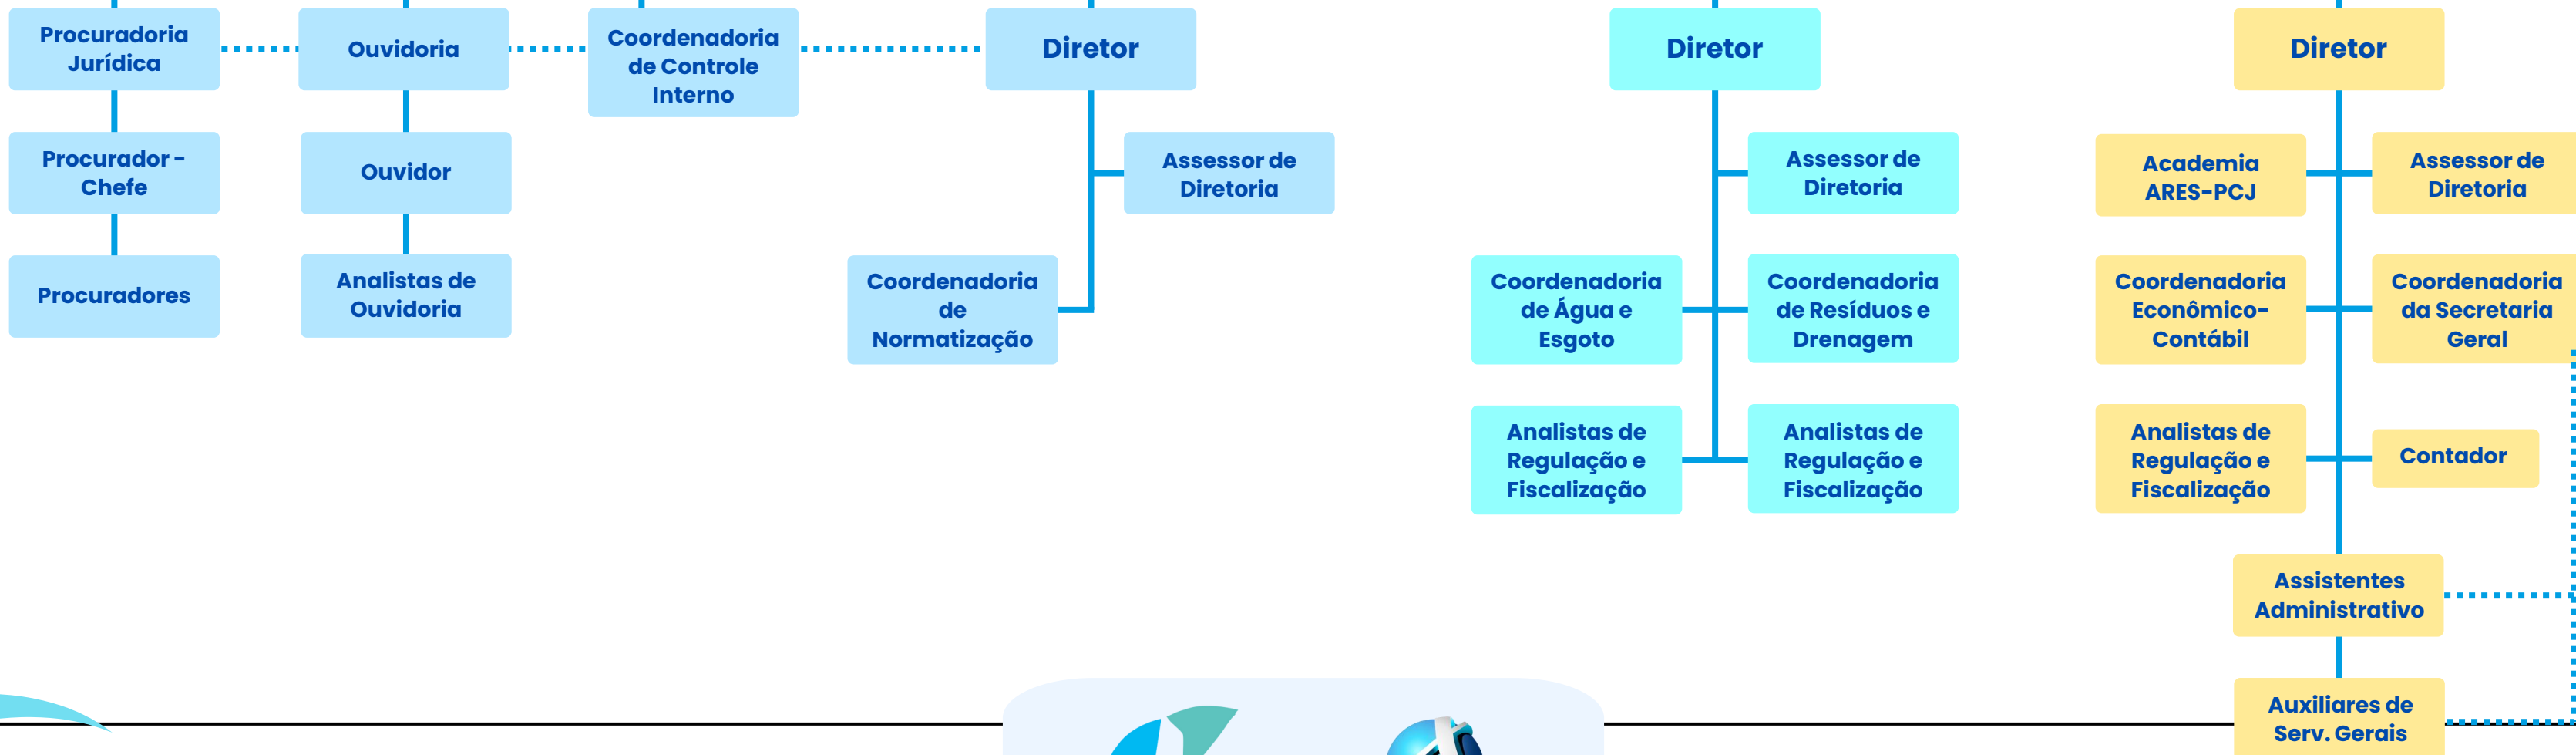 Procuradoria
Jurídica
Ouvidoria
Coordenadoria
de Controle
Interno
Diretor
Diretor
Diretor
Procurador -
Chefe
Ouvidor
Assessor de
Diretoria
Assessor de
Diretoria
Academia
ARES-PCJ
Assessor de
Diretoria
Procuradores
Analistas de
Ouvidoria
Coordenadoria
de
Normatização
Coordenadoria
de Água e
Esgoto
Coordenadoria
de Resíduos e
Drenagem
Coordenadoria
Econômico-
Contábil
Coordenadoria
da Secretaria
Geral
Analistas de
Regulação e
Fiscalização
Analistas de
Regulação e
Fiscalização
Analistas de
Regulação e
Fiscalização
Contador
Assistentes
Administrativo
Auxiliares de
Serv. Gerais